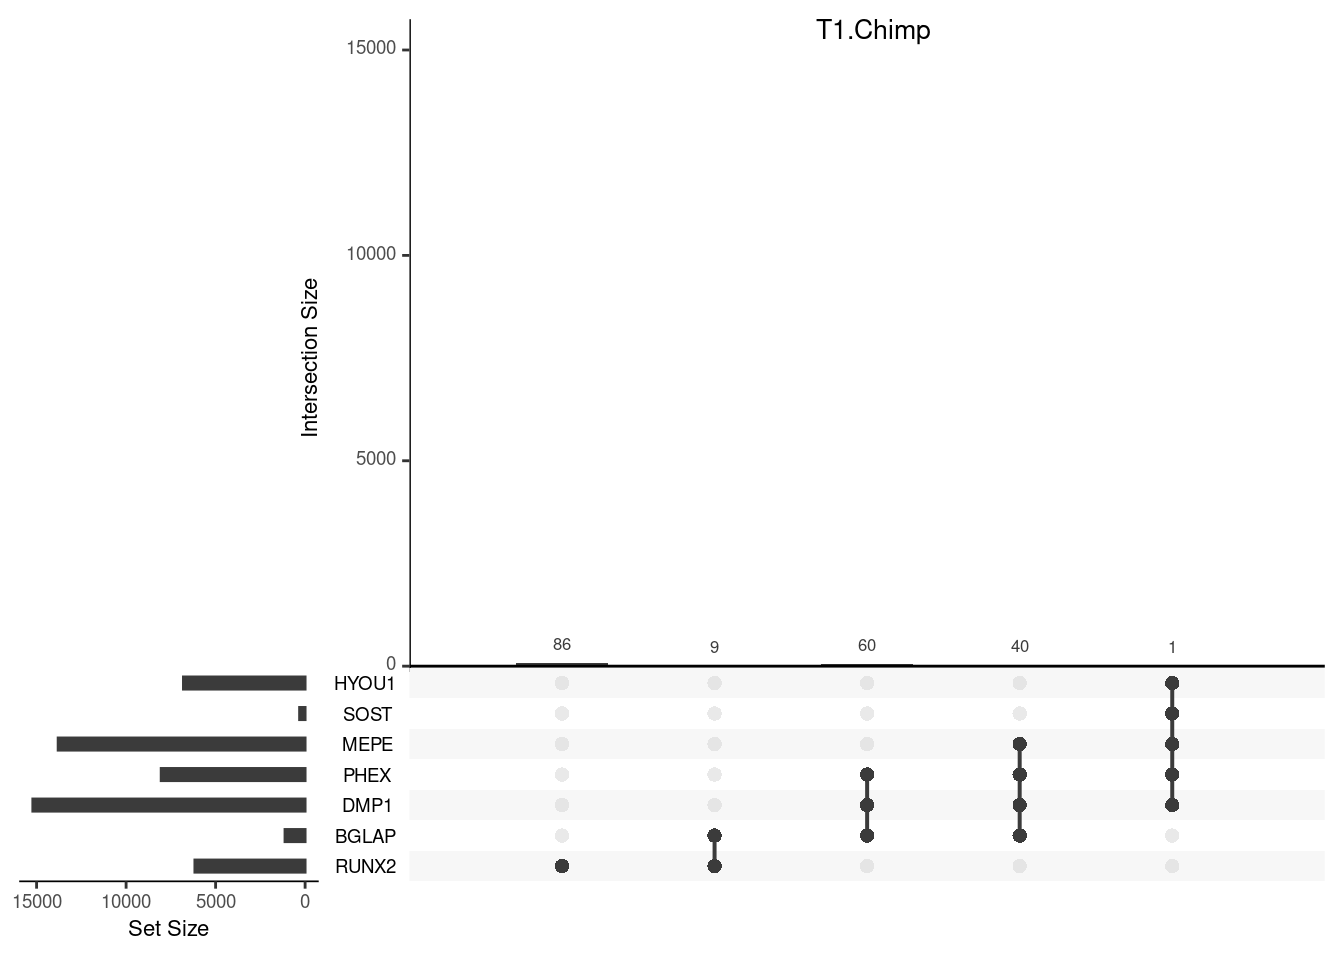 T1.Chimp
15000
10000
5000
0
Intersection Size
86 9 60 40 1
HYOU1
SOST
MEPE
PHEX
DMP1
BGLAP
RUNX2
15000 10000 5000 0
Set Size